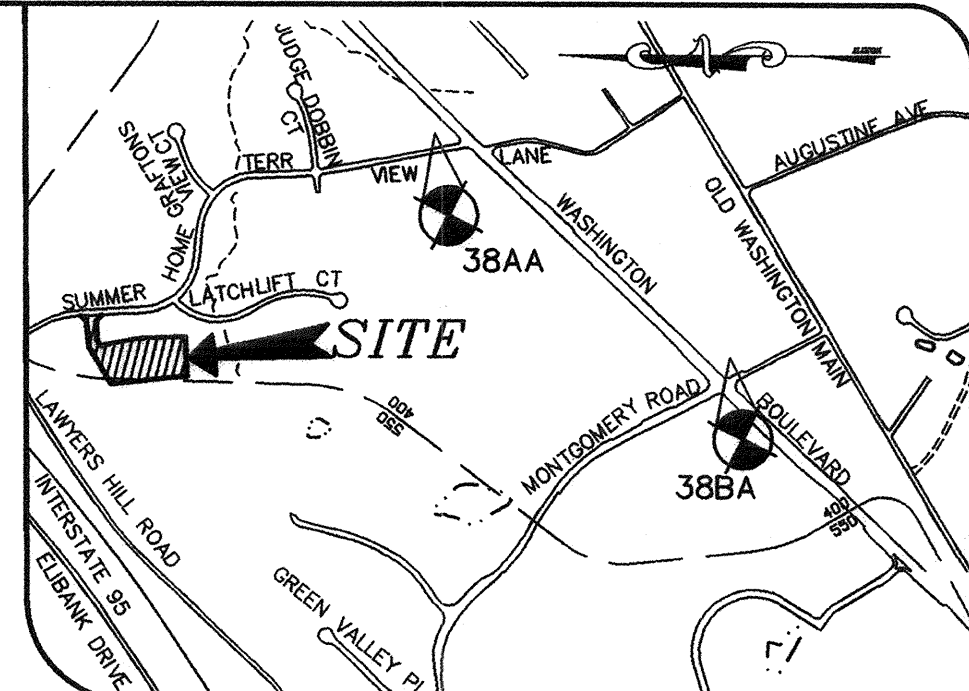 JUDGE DOBBIN
CT
GRAFTONS
VIEW CT
TERR
VIEW
LANE
AUGUSTINE AVE
HOME
38AA
WASHINGTON
OLD WASHINGTON
SUMMER
LATCHLIFT CT
SITE
MAIN
400
550
MONTGOMERY ROAD
BOULEVARD
38BA
400
550
LAWYERS HILL ROAD
INTERSTATE 95
ELIBANK DRIVE
GREEN VALLEY PL